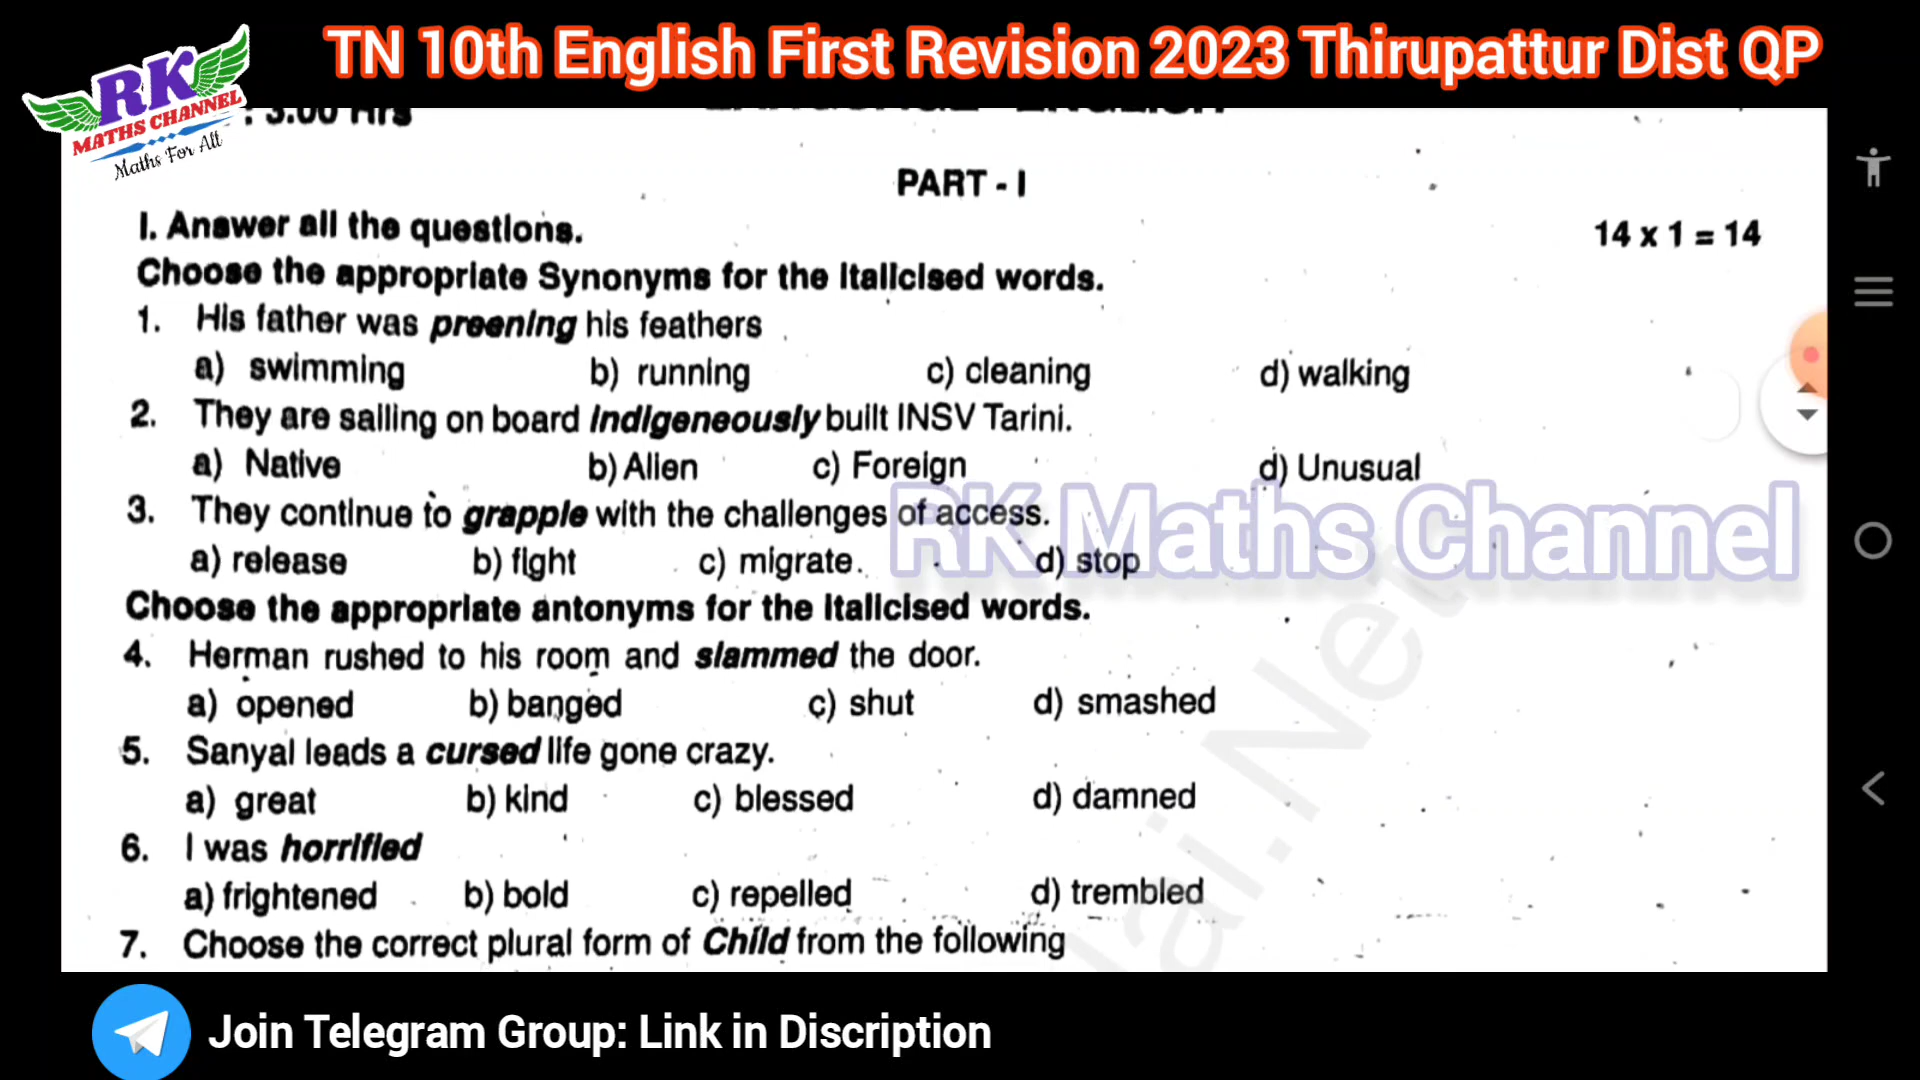 TN 10th English First Revision 2023 Thirupattur Dist QP
RK
MATHS CHANNEL
Maths For All
: 3.00 Hrs
LANGUAGE - ENGLISH
PART - I
I. Answer all the questions.
14 x 1 = 14
Choose the appropriate Synonyms for the Italicised words.
1. His father was preening his feathers
a) swimming b) running c) cleaning d) walking
2. They are sailing on board indigeneously built INSV Tarini.
a) Native b) Alien c) Foreign d) Unusual
3. They continue to grapple with the challenges of access.
a) release b) fight c) migrate. d) stop
RK Maths Channel
Choose the appropriate antonyms for the Italicised words.
4. Herman rushed to his room and slammed the door.
a) opened b) banged c) shut d) smashed
5. Sanyal leads a cursed life gone crazy.
a) great b) kind c) blessed d) damned
6. I was horrified
a) frightened b) bold c) repelled d) trembled
7. Choose the correct plural form of Child from the following
Join Telegram Group: Link in Discription